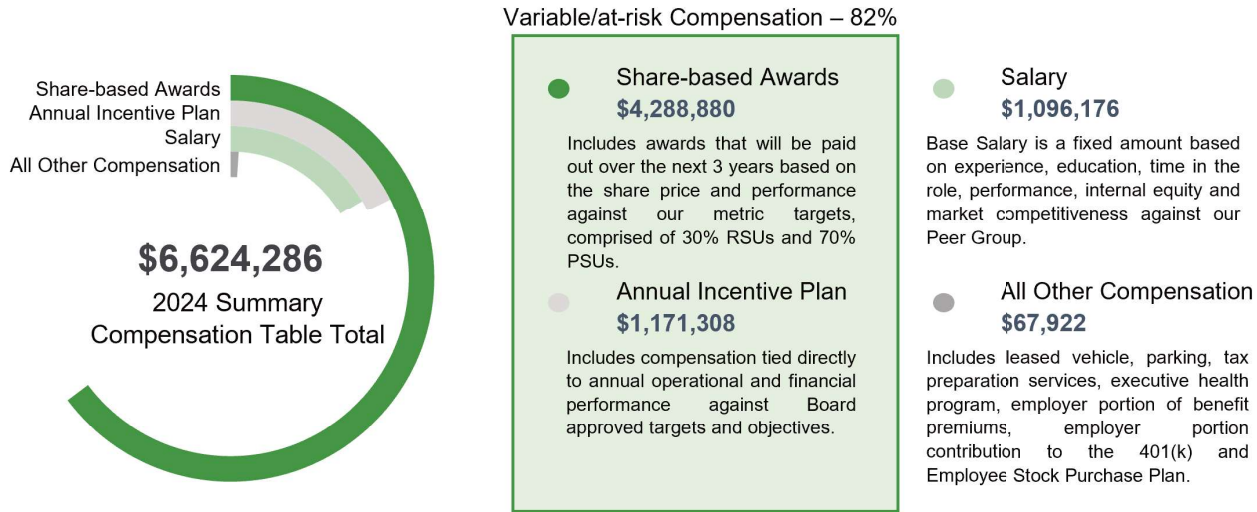 Share-based Awards
Annual Incentive Plan
Salary
All Other Compensation
$6,624,286
2024 Summary
Compensation Table Total
Variable/at-risk Compensation – 82%
Share-based Awards
$4,288,880
Includes awards that will be paid
out over the next 3 years based on
the share price and performance
against our metric targets,
comprised of 30% RSUs and 70%
PSUs.
Annual Incentive Plan
$1,171,308
Includes compensation tied directly
to annual operational and financial
performance against Board
approved targets and objectives.
Salary
$1,096,176
Base Salary is a fixed amount based
on experience, education, time in the
role, performance, internal equity and
market competitiveness against our
Peer Group.
All Other Compensation
$67,922
Includes leased vehicle, parking, tax
preparation services, executive health
program, employer portion of benefit
premiums, employer portion
contribution to the 401(k) and
Employee Stock Purchase Plan.